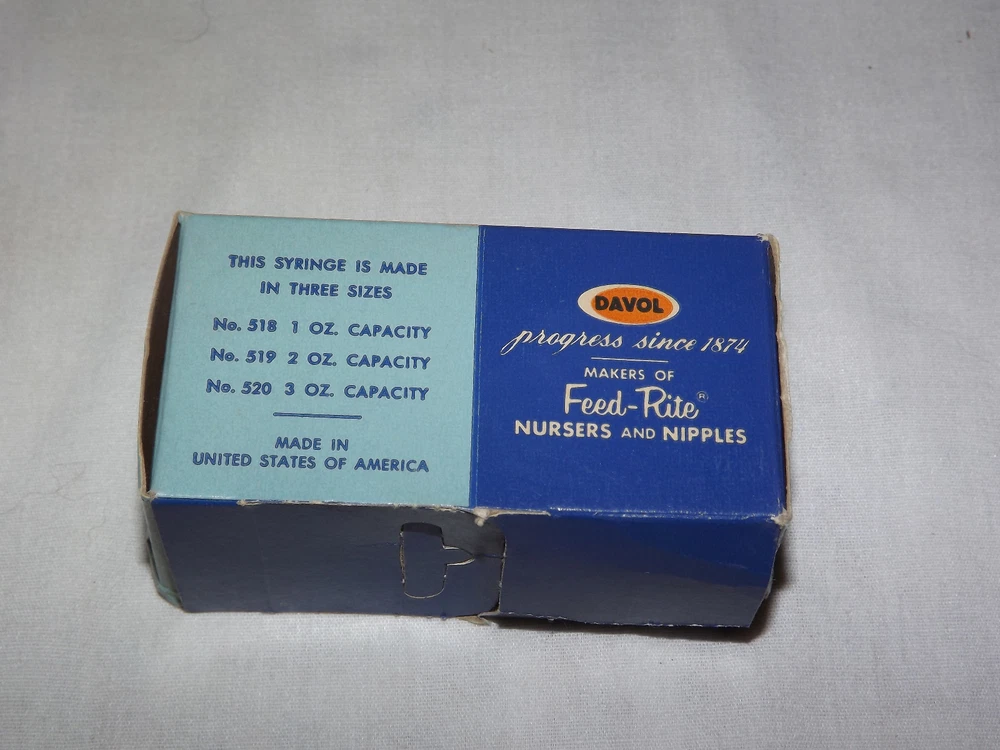 THIS SYRINGE IS MADE
IN THREE SIZES
No. 518 1 OZ. CAPACITY
No. 519 2 OZ. CAPACITY
No. 520 3 OZ. CAPACITY
MADE IN
UNITED STATES OF AMERICA
DAVOL
progress since 1874
MAKERS OF
Feed-Rite®
NURSERS AND NIPPLES